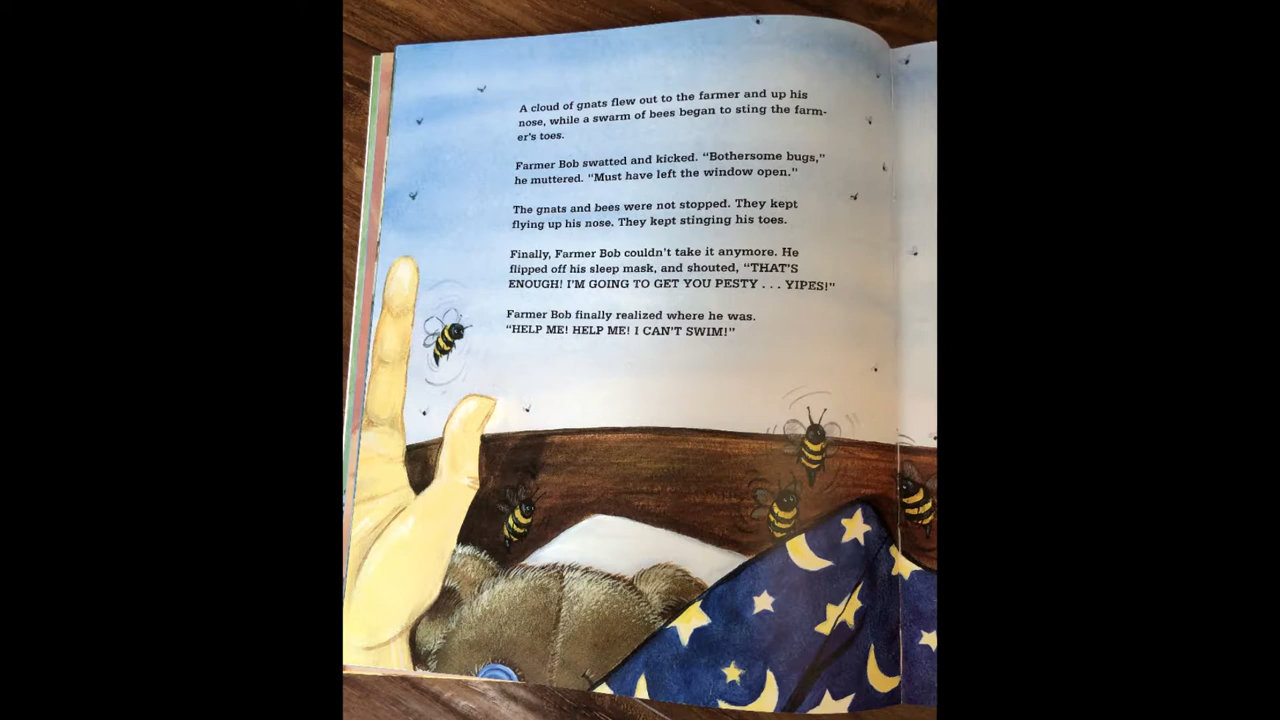 A cloud of gnats flew out to the farmer and up his
nose, while a swarm of bees began to sting the farm-
er's toes.
Farmer Bob swatted and kicked. “Bothersome bugs,”
he muttered. “Must have left the window open.”
The gnats and bees were not stopped. They kept
flying up his nose. They kept stinging his toes.
Finally, Farmer Bob couldn't take it anymore. He
flipped off his sleep mask, and shouted, “THAT'S
ENOUGH! I'M GOING TO GET YOU PESTY . . . YIPES!”
Farmer Bob finally realized where he was.
“HELP ME! HELP ME! I CAN'T SWIM!”